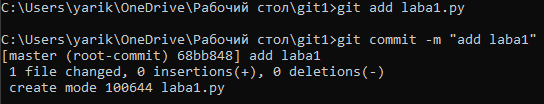 C:\Users\yarik\OneDrive\Рабочий стол\git1>git add laba1.py
C:\Users\yarik\OneDrive\Рабочий стол\git1>git commit -m "add laba1"
[master (root-commit) 68bb848] add laba1
1 file changed, 0 insertions(+), 0 deletions(-)
create mode 100644 laba1.py